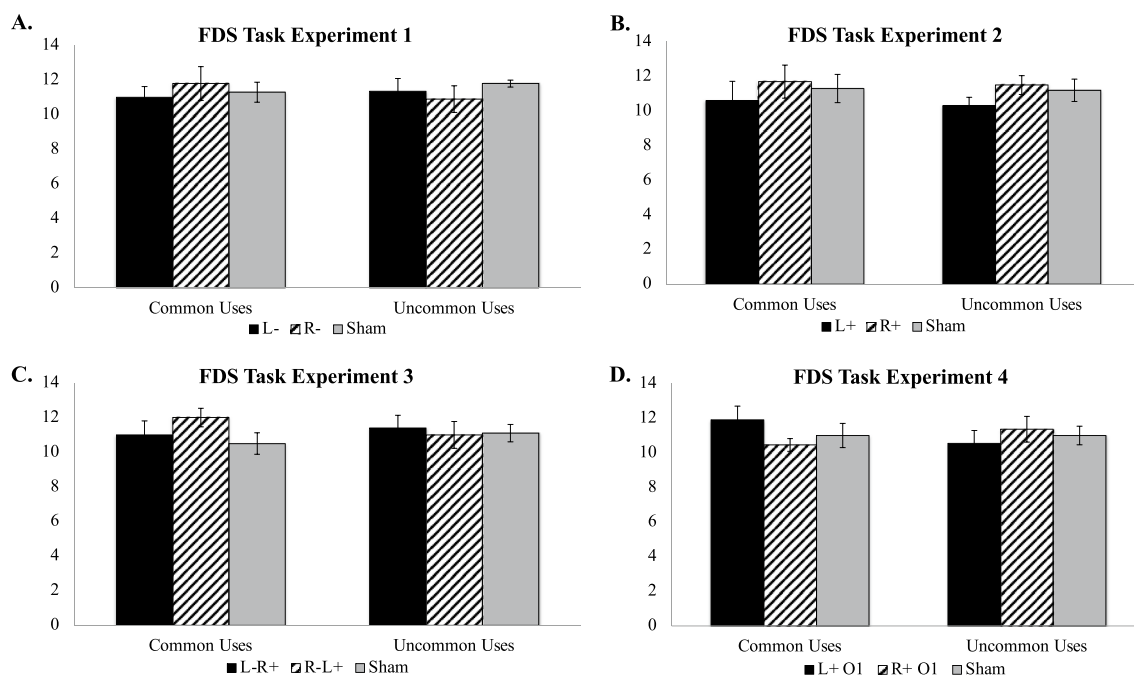 A.
FDS Task Experiment 1
14
12
10
8
6
4
2
0
Common Uses Uncommon Uses
L- R- Sham
B.
FDS Task Experiment 2
14
12
10
8
6
4
2
0
Common Uses Uncommon Uses
L+ R+ Sham
C.
FDS Task Experiment 3
14
12
10
8
6
4
2
0
Common Uses Uncommon Uses
L-R+ R-L+ Sham
D.
FDS Task Experiment 4
14
12
10
8
6
4
2
0
Common Uses Uncommon Uses
L+ O1 R+ O1 Sham